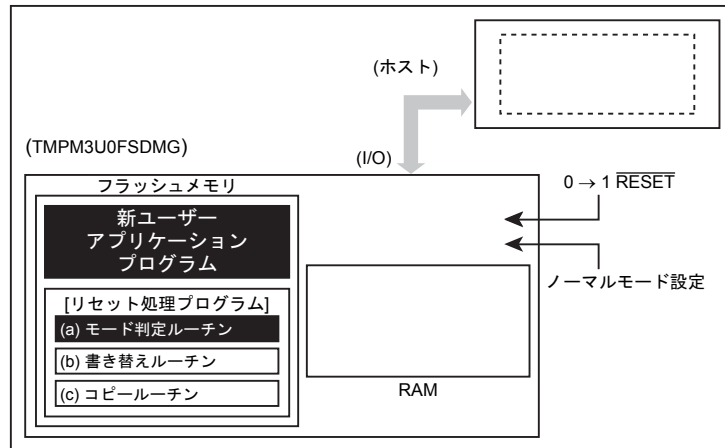 (ホスト)
(TMPM3U0FSDMG)
(I/O)
フラッシュメモリ
0 → 1 RESET
新ユーザー
アプリケーション
プログラム
ノーマルモード設定
[リセット処理プログラム]
(a) モード判定ルーチン
(b) 書き替えルーチン
(c) コピールーチン
RAM